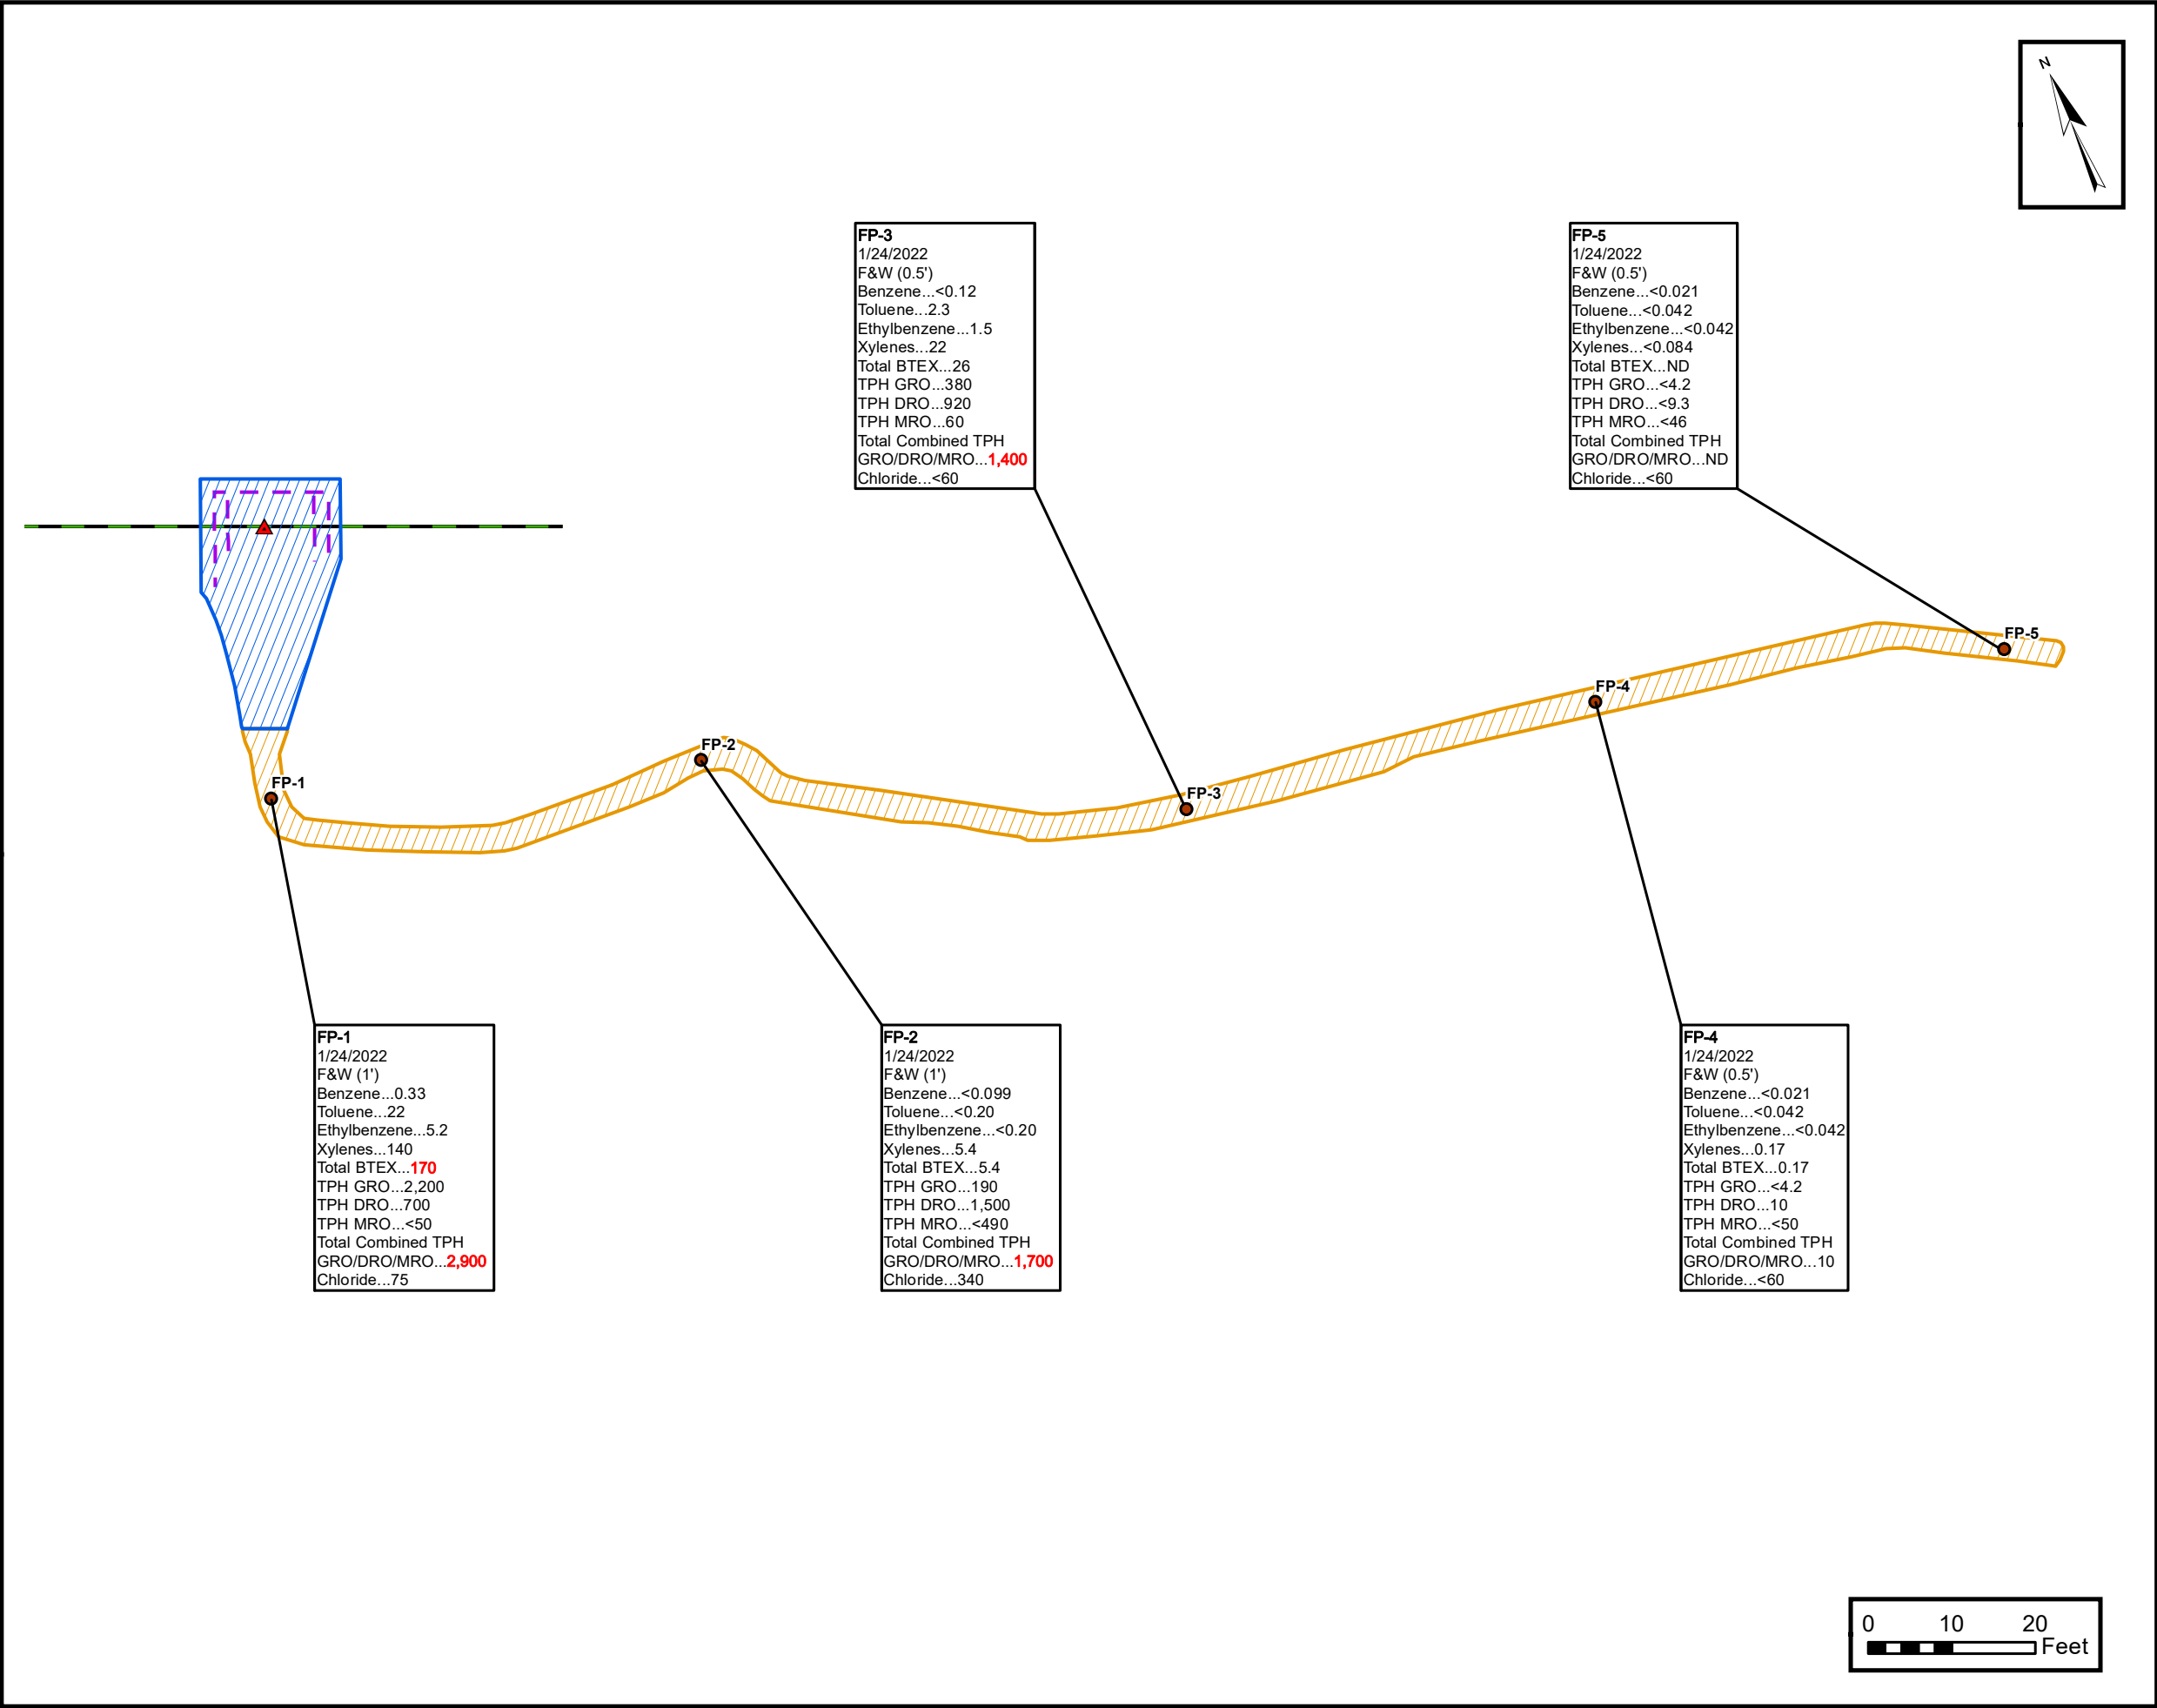 N
FP-3
1/24/2022
F&W (0.5')
Benzene...<0.12
Toluene...2.3
Ethylbenzene...1.5
Xylenes...22
Total BTEX...26
TPH GRO...380
TPH DRO...920
TPH MRO...60
Total Combined TPH
GRO/DRO/MRO...1,400
Chloride...<60
FP-5
1/24/2022
F&W (0.5')
Benzene...<0.021
Toluene...<0.042
Ethylbenzene...<0.042
Xylenes...<0.084
Total BTEX...ND
TPH GRO...<4.2
TPH DRO...<9.3
TPH MRO...<46
Total Combined TPH
GRO/DRO/MRO...ND
Chloride...<60
FP-1
FP-2
FP-3
FP-4
FP-5
FP-1
1/24/2022
F&W (1')
Benzene...0.33
Toluene...22
Ethylbenzene...5.2
Xylenes...140
Total BTEX...170
TPH GRO...2,200
TPH DRO...700
TPH MRO...<50
Total Combined TPH
GRO/DRO/MRO...2,900
Chloride...75
FP-2
1/24/2022
F&W (1')
Benzene...<0.099
Toluene...<0.20
Ethylbenzene...<0.20
Xylenes...5.4
Total BTEX...5.4
TPH GRO...190
TPH DRO...1,500
TPH MRO...<490
Total Combined TPH
GRO/DRO/MRO...1,700
Chloride...340
FP-4
1/24/2022
F&W (0.5')
Benzene...<0.021
Toluene...<0.042
Ethylbenzene...<0.042
Xylenes...0.17
Total BTEX...0.17
TPH GRO...<4.2
TPH DRO...10
TPH MRO...<50
Total Combined TPH
GRO/DRO/MRO...10
Chloride...<60
0 10 20
Feet